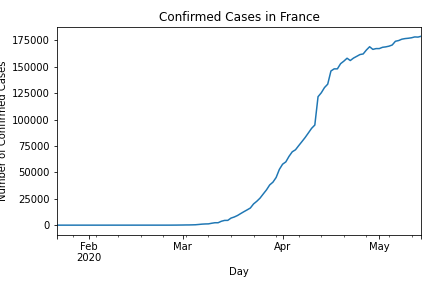 Confirmed Cases in France
Number of Confirmed Cases
175000
150000
125000
100000
75000
50000
25000
0
Feb
2020
Mar
Apr
May
Day